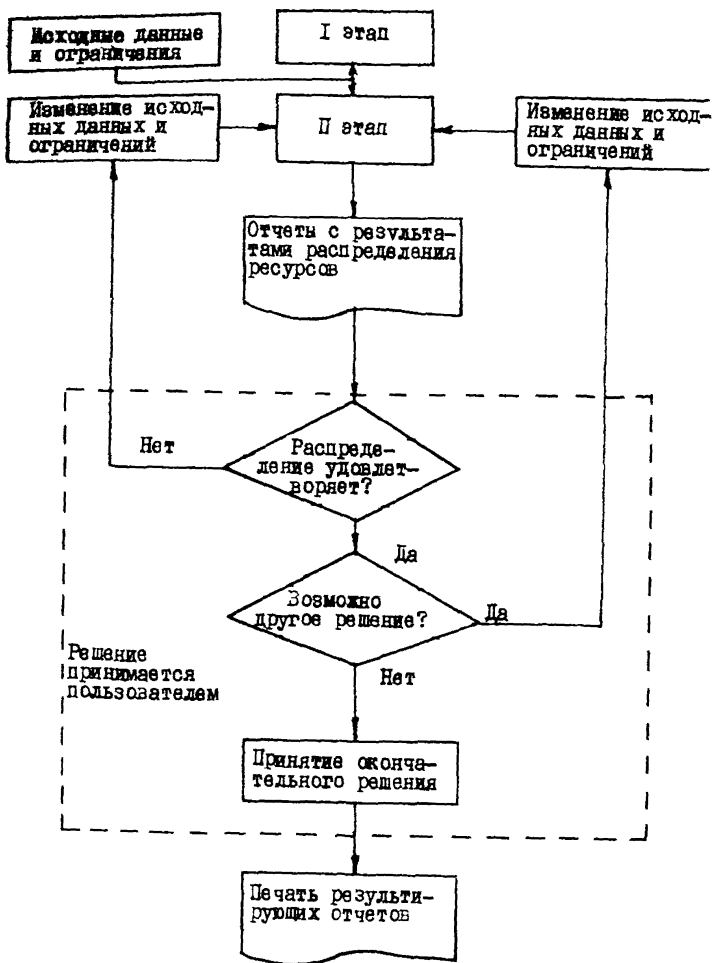 Исходные данные
и ограничения
I этап
Изменение исход-
ных данных и
ограничений
II этап
Изменение исход-
ных данных и
ограничений
Отчеты с результа-
тами распределения
ресурсов
Нет
Распреде-
ление удовлет-
воряет?
Да
Возможно
другое решение?
Да
Решение
принимается
пользователем
Нет
Принятие оконча-
тельного решения
Печать результи-
рующих отчетов